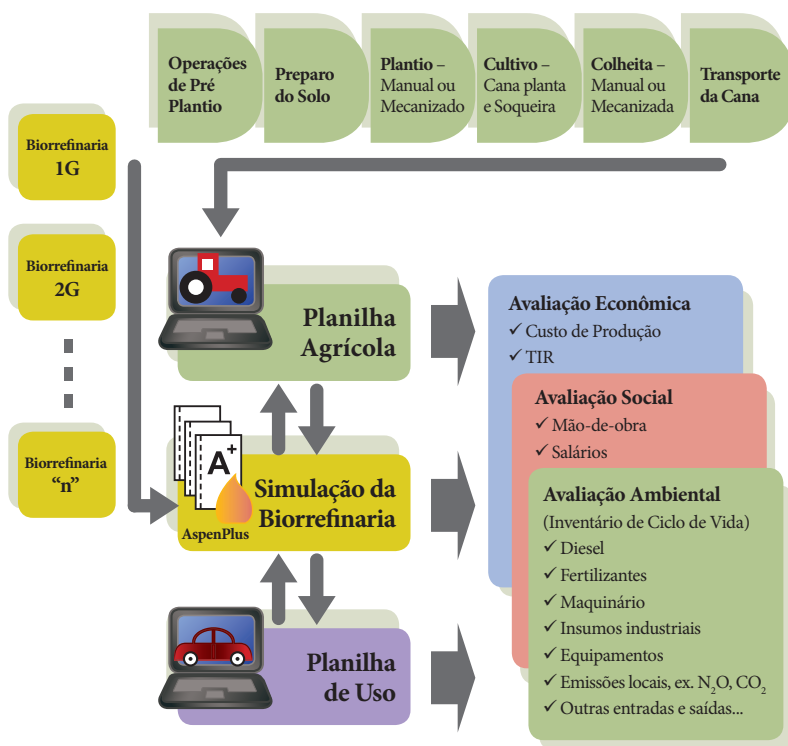 Operações
de Pré
Plantio
Preparo
do Solo
Plantio –
Manual ou
Mecanizado
Cultivo –
Cana planta
e Soqueira
Colheita –
Manual ou
Mecanizada
Transporte
da Cana
Biorrefinaria
1G
Biorrefinaria
2G
Biorrefinaria
“n”
Planilha
Agrícola
A+
AspenPlus
Simulação da
Biorrefinaria
Planilha
de Uso
Avaliação Econômica
✓ Custo de Produção
✓ TIR
Avaliação Social
✓ Mão-de-obra
✓ Salários
Avaliação Ambiental
(Inventário de Ciclo de Vida)
✓ Diesel
✓ Fertilizantes
✓ Maquinário
✓ Insumos industriais
✓ Equipamentos
✓ Emissões locais, ex. N₂O, CO₂
✓ Outras entradas e saídas...